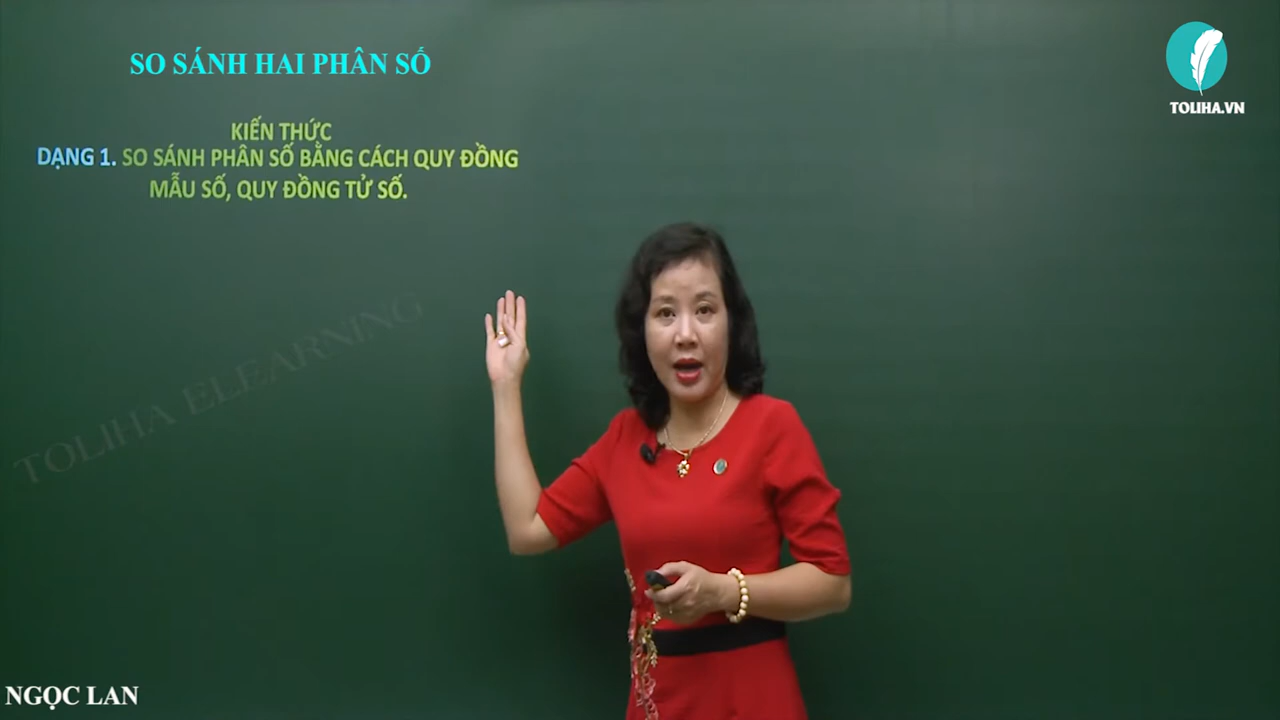 SO SÁNH HAI PHÂN SỐ
TOLIHA.VN
KIẾN THỨC
DẠNG 1. SO SÁNH PHÂN SỐ BẰNG CÁCH QUY ĐỒNG
MẪU SỐ, QUY ĐỒNG TỬ SỐ.
TOLIHA ELEARNING
NGỌC LAN